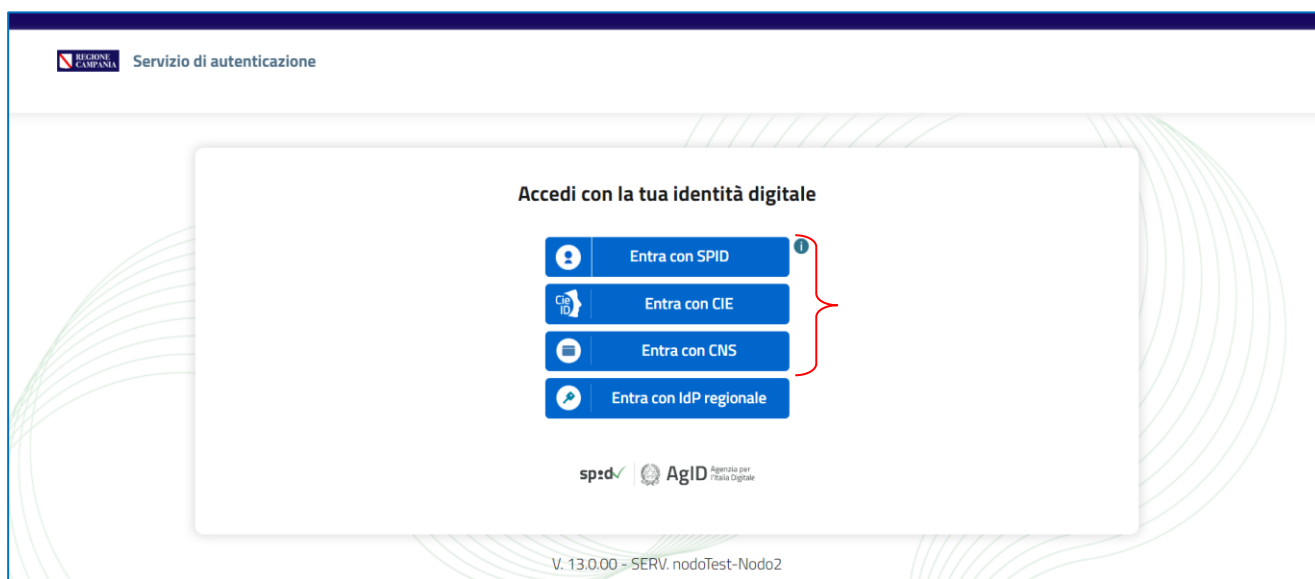 REGIONE
CAMPANIA
Servizio di autenticazione
Accedi con la tua identità digitale
Entra con SPID
i
Cie
ID
Entra con CIE
Entra con CNS
Entra con IdP regionale
sp:d
AgID
Agenzia per
l'Italia Digitale
V. 13.0.00 - SERV. nodoTest-Nodo2